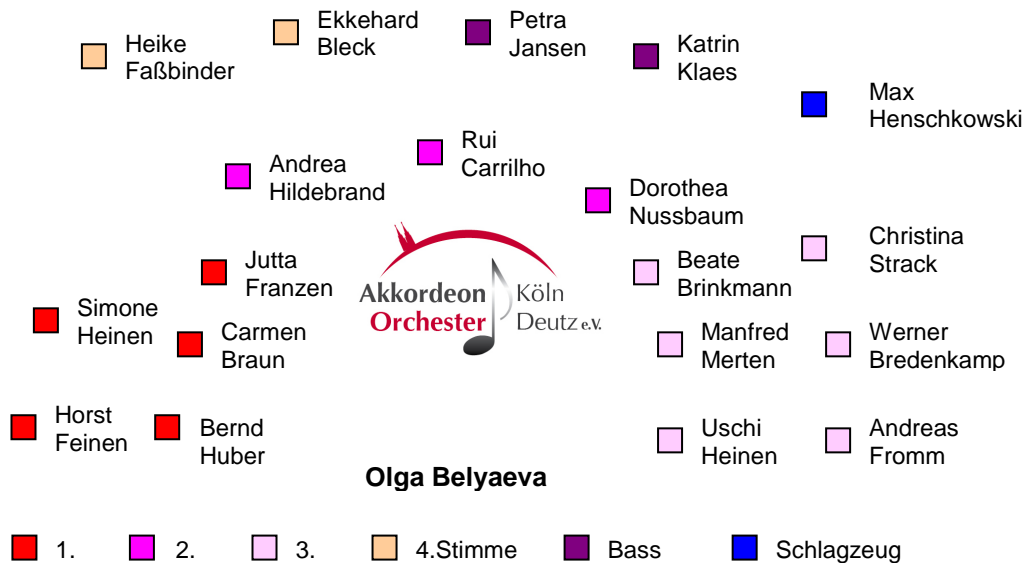 Heike
Faßbinder
Ekkehard
Bleck
Petra
Jansen
Katrin
Klaes
Max
Henschkowski
Andrea
Hildebrand
Rui
Carrilho
Dorothea
Nussbaum
Christina
Strack
Jutta
Franzen
Beate
Brinkmann
Akkordeon Köln
Orchester Deutz e.V.
Simone
Heinen
Carmen
Braun
Manfred
Merten
Werner
Bredenkamp
Horst
Feinen
Bernd
Huber
Uschi
Heinen
Andreas
Fromm
Olga Belyaeva
1. 2. 3. 4.Stimme Bass Schlagzeug